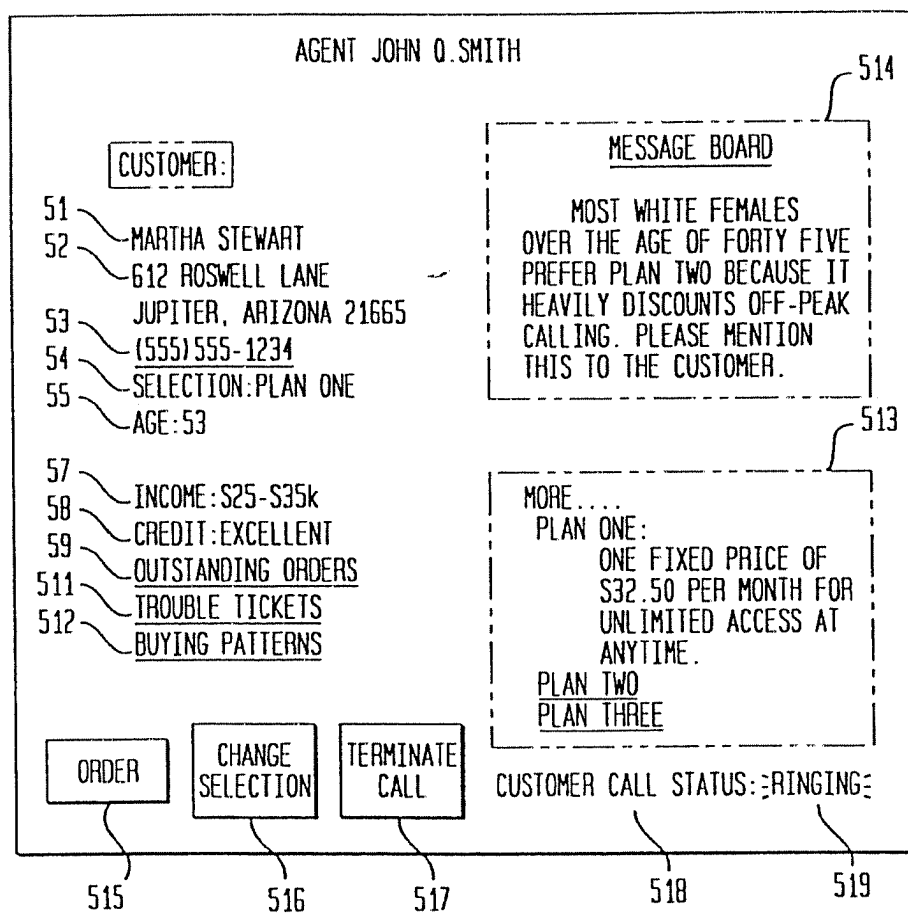 AGENT JOHN Q.SMITH
514
CUSTOMER:
51
MARTHA STEWART
52
612 ROSWELL LANE
JUPITER, ARIZONA 21665
53
(555)555-1234
54
SELECTION:PLAN ONE
55
AGE:53
57
INCOME:S25-S35k
58
CREDIT:EXCELLENT
59
OUTSTANDING ORDERS
511
TROUBLE TICKETS
512
BUYING PATTERNS
MESSAGE BOARD
MOST WHITE FEMALES
OVER THE AGE OF FORTY FIVE
PREFER PLAN TWO BECAUSE IT
HEAVILY DISCOUNTS OFF-PEAK
CALLING. PLEASE MENTION
THIS TO THE CUSTOMER.
513
MORE....
PLAN ONE:
ONE FIXED PRICE OF
S32.50 PER MONTH FOR
UNLIMITED ACCESS AT
ANYTIME.
PLAN TWO
PLAN THREE
ORDER
CHANGE
SELECTION
TERMINATE
CALL
CUSTOMER CALL STATUS: RINGING
515
516
517
518
519